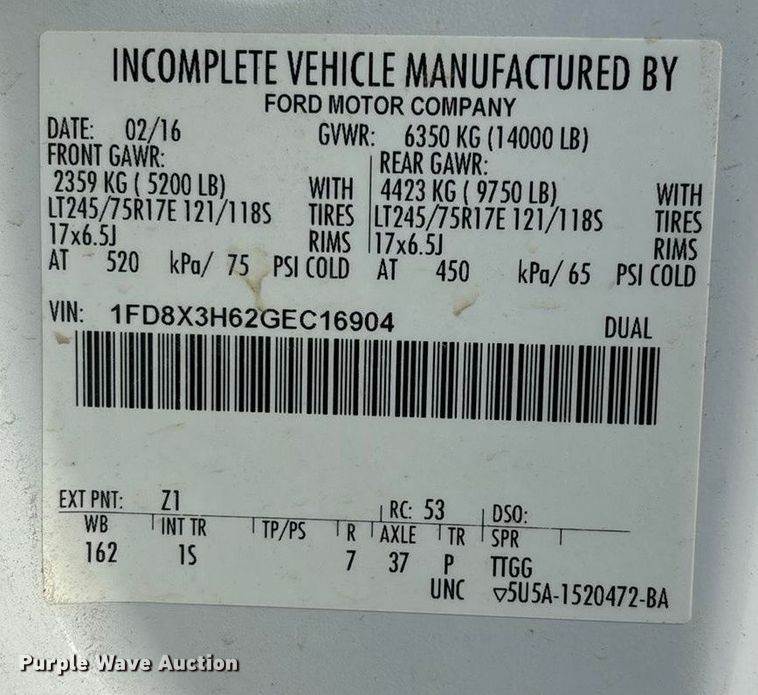 INCOMPLETE VEHICLE MANUFACTURED BY
FORD MOTOR COMPANY
DATE: 02/16 GVWR: 6350 KG (14000 LB)
FRONT GAWR: REAR GAWR:
2359 KG ( 5200 LB) WITH 4423 KG ( 9750 LB) WITH
LT245/75R17E 121/118S TIRES LT245/75R17E 121/118S TIRES
17x6.5J RIMS 17x6.5J RIMS
AT 520 kPa/ 75 PSI COLD AT 450 kPa/ 65 PSI COLD
VIN: 1FD8X3H62GEC16904 DUAL
EXT PNT: Z1 RC: 53 DSO:
WB INT TR TP/PS R AXLE TR SPR
162 1S 7 37 P TTGG
UNC ▽5U5A-1520472-BA
Purple Wave Auction